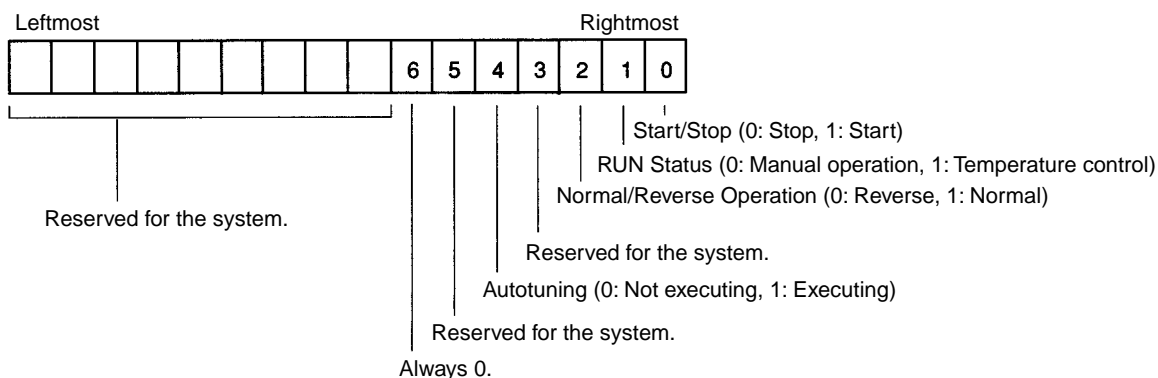 Leftmost Rightmost
6 5 4 3 2 1 0
Start/Stop (0: Stop, 1: Start)
RUN Status (0: Manual operation, 1: Temperature control)
Normal/Reverse Operation (0: Reverse, 1: Normal)
Reserved for the system.
Reserved for the system.
Autotuning (0: Not executing, 1: Executing)
Reserved for the system.
Always 0.